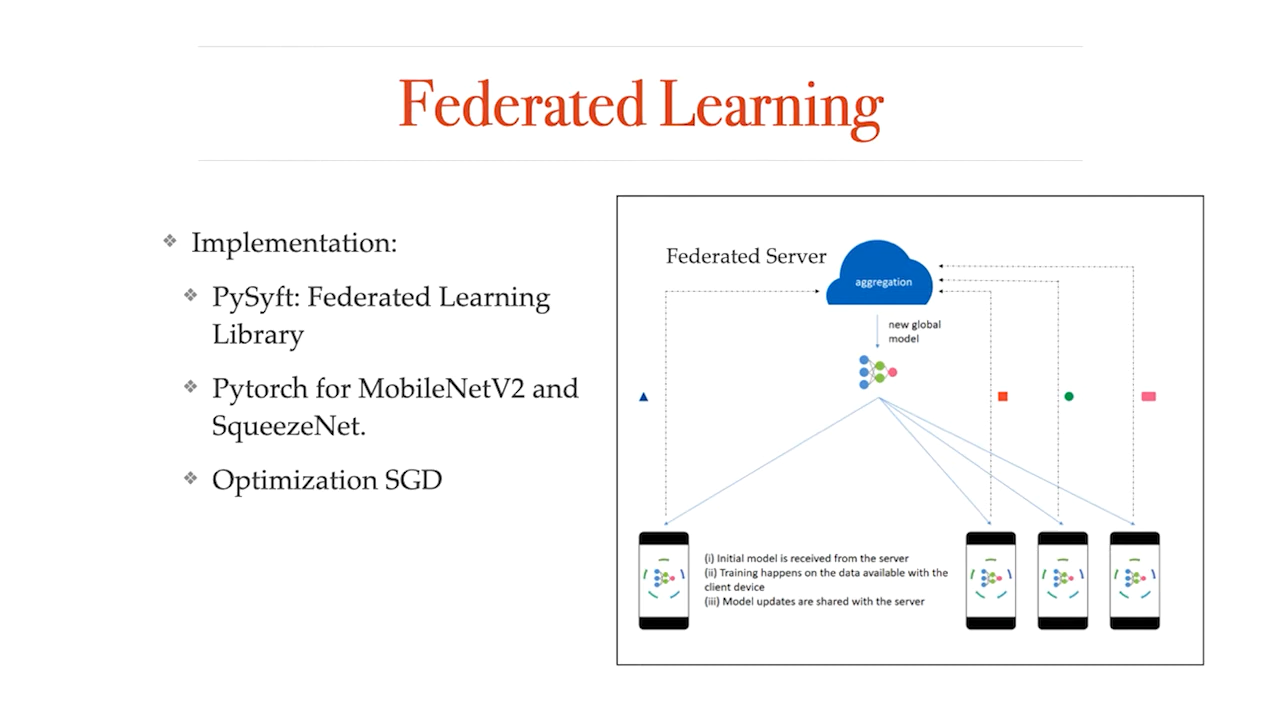 Federated Learning
Implementation:
PySyft: Federated Learning
Library
Pytorch for MobileNetV2 and
SqueezeNet.
Optimization SGD
Federated Server
aggregation
new global
model
(i) Initial model is received from the server
(ii) Training happens on the data available with the
client device
(iii) Model updates are shared with the server